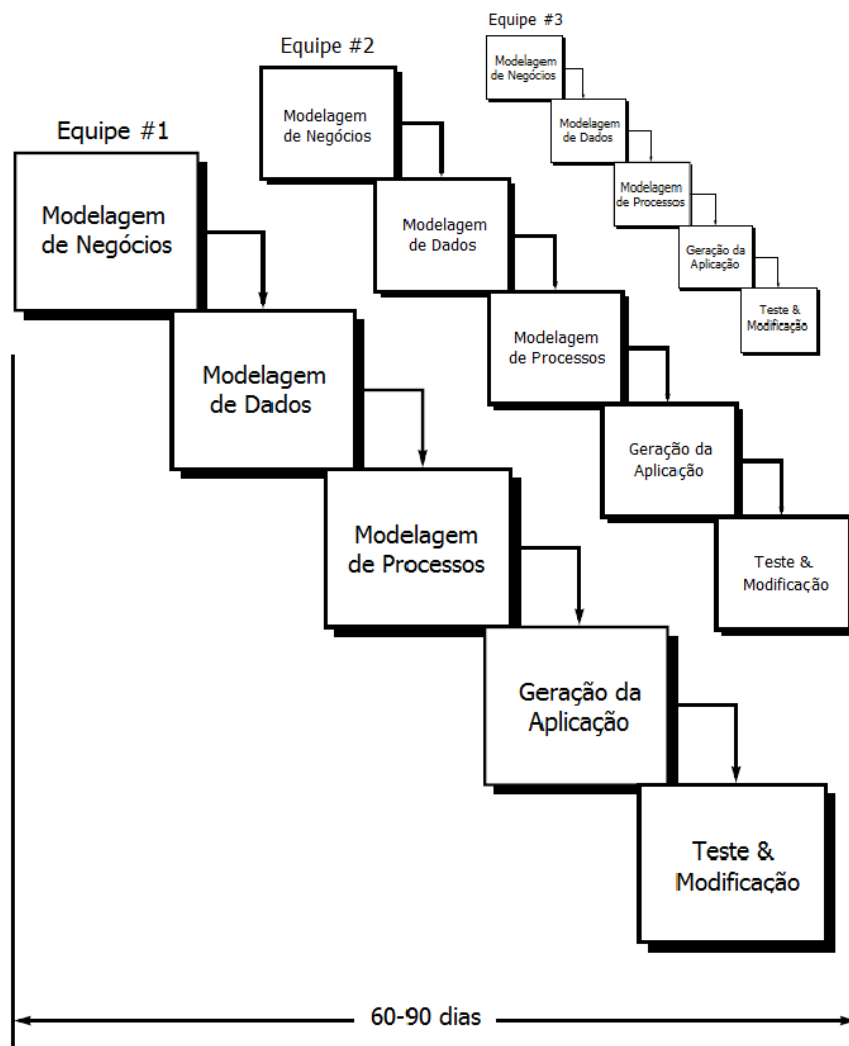 Equipe #1
Modelagem
de Negócios
Modelagem
de Dados
Modelagem
de Processos
Geração da
Aplicação
Teste &
Modificação
Equipe #2
Modelagem
de Negócios
Modelagem
de Dados
Modelagem
de Processos
Geração da
Aplicação
Teste &
Modificação
Equipe #3
Modelagem
de Negócios
Modelagem
de Dados
Modelagem
de Processos
Geração da
Aplicação
Teste &
Modificação
60-90 dias